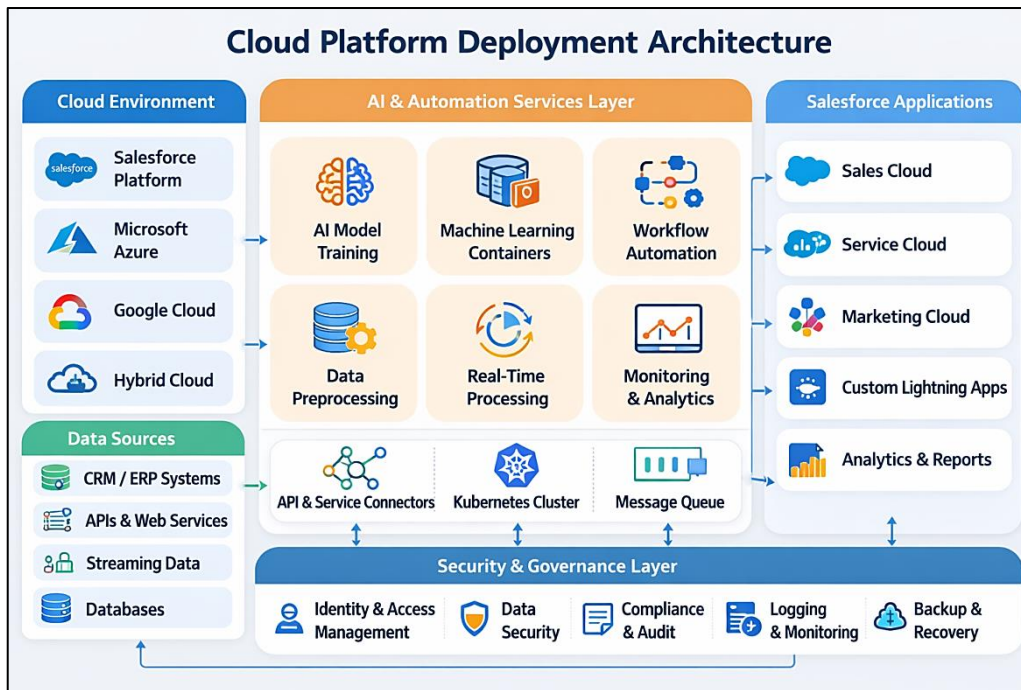 Cloud Platform Deployment Architecture
Cloud Environment
salesforce
Salesforce
Platform
Microsoft
Azure
Google Cloud
Hybrid Cloud
Data Sources
CRM / ERP Systems
APIs & Web Services
Streaming Data
Databases
AI & Automation Services Layer
AI Model
Training
Machine Learning
Containers
Workflow
Automation
Data
Preprocessing
Real-Time
Processing
Monitoring
& Analytics
API & Service Connectors
Kubernetes Cluster
Message Queue
Salesforce Applications
Sales Cloud
Service Cloud
Marketing Cloud
Custom Lightning Apps
Analytics & Reports
Security & Governance Layer
Identity & Access
Management
Data
Security
Compliance
& Audit
Logging
& Monitoring
Backup &
Recovery